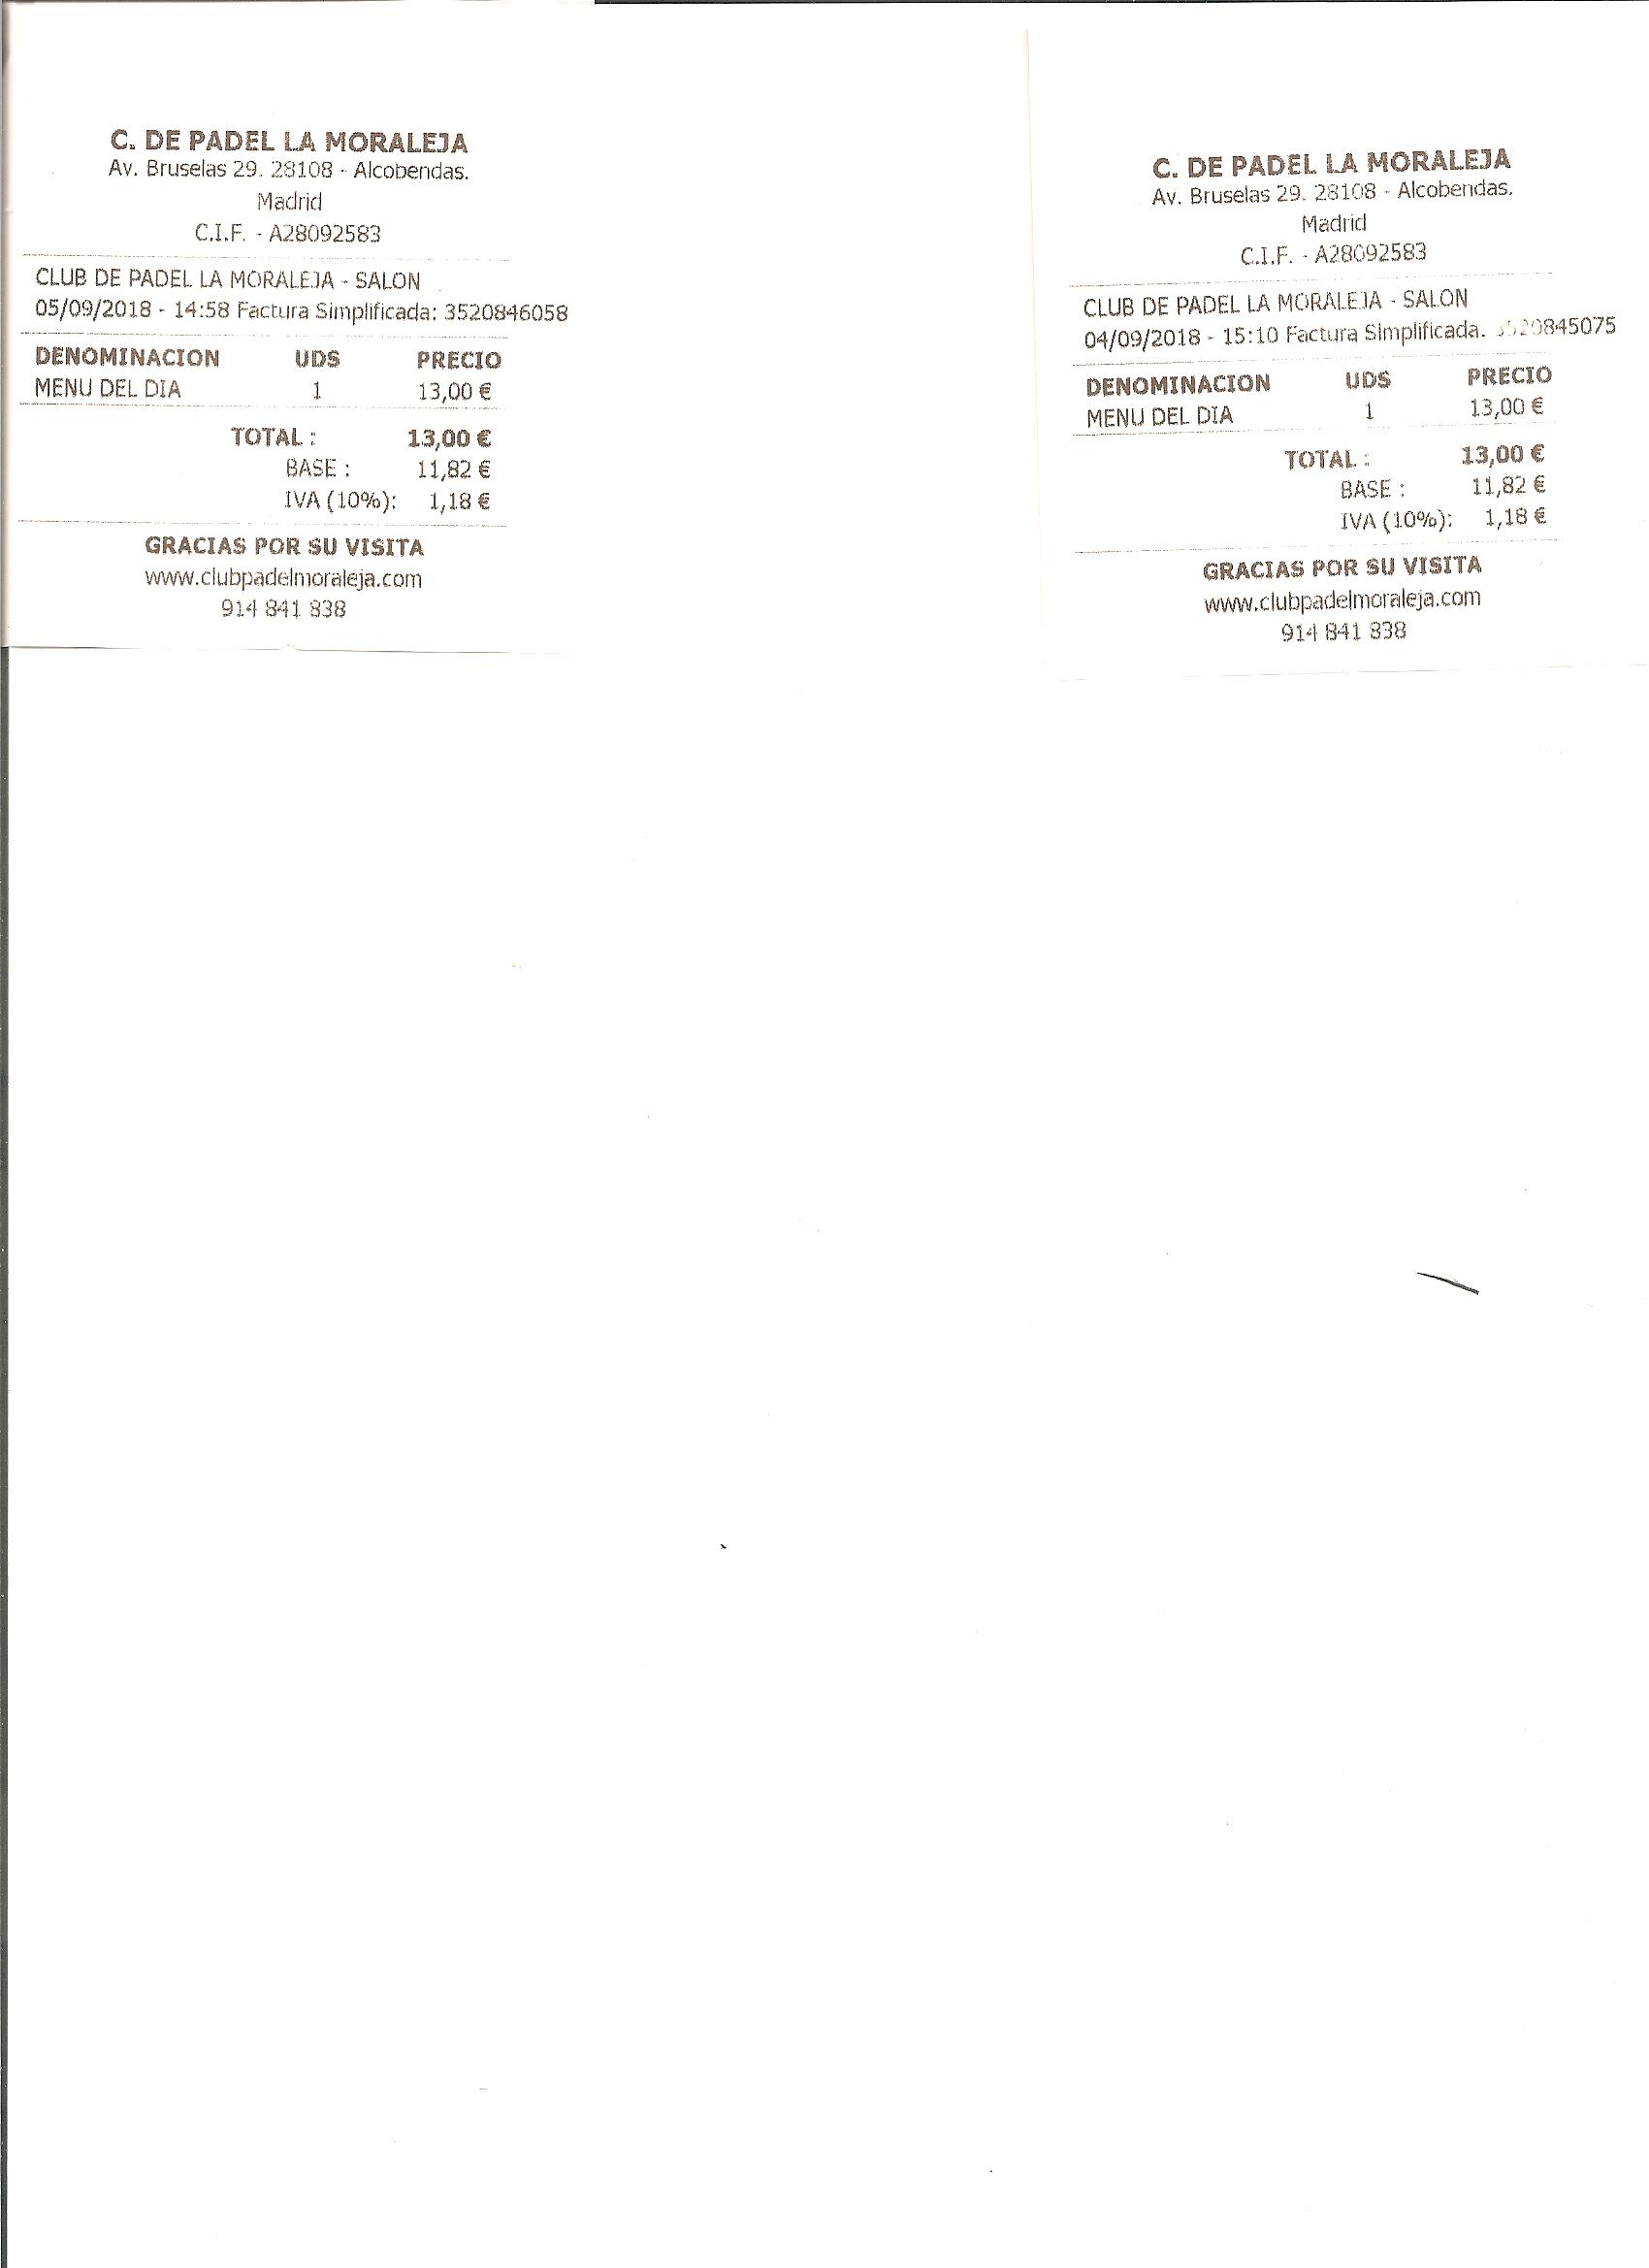 C. DE PADEL LA MORALEJA
Av. Bruselas 29. 28108 - Alcobendas.
Madrid
C.I.F. - A28092583
CLUB DE PADEL LA MORALEJA - SALON
05/09/2018 - 14:58 Factura Simplificada: 3520846058
DENOMINACION UDS PRECIO
MENU DEL DIA 1 13,00 €
TOTAL : 13,00 €
BASE : 11,82 €
IVA (10%): 1,18 €
GRACIAS POR SU VISITA
www.clubpadelmoraleja.com
914 841 838
C. DE PADEL LA MORALEJA
Av. Bruselas 29. 28108 - Alcobendas.
Madrid
C.I.F. - A28092583
CLUB DE PADEL LA MORALEJA - SALON
04/09/2018 - 15:10 Factura Simplificada.
DENOMINACION UDS PRECIO
MENU DEL DIA 1 13,00 €
TOTAL : 13,00 €
BASE : 11,82 €
IVA (10%): 1,18 €
GRACIAS POR SU VISITA
www.clubpadelmoraleja.com
914 841 838